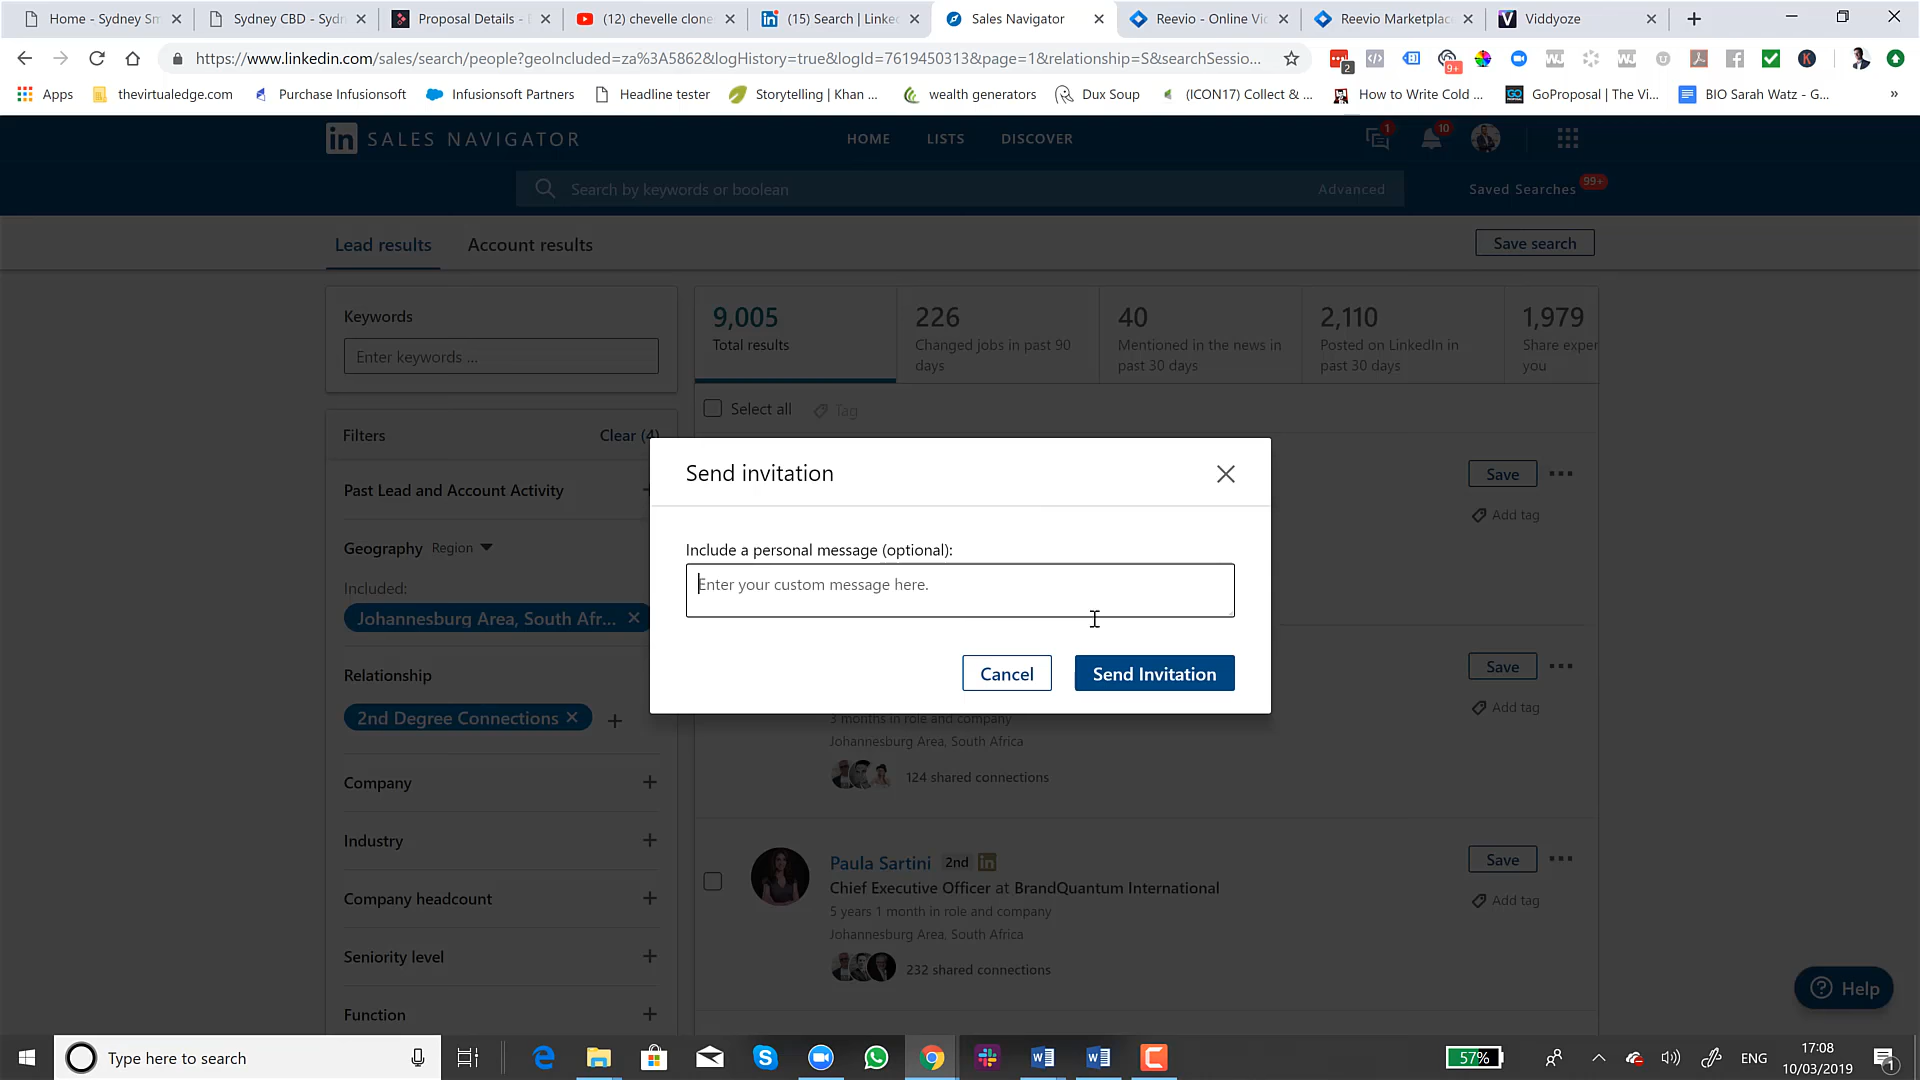 Home - Sydney Sm
Sydney CBD - Sydn
Proposal Details -
(12) chevelle clone
(15) Search | Linke
Sales Navigator
Reevio - Online Vi
Reevio Marketplac
Viddyoze
https://www.linkedin.com/sales/search/people?geoIncluded=za%3A5862&logHistory=true&logId=7619450313&page=1&relationship=S&searchSessio...
2
9+
Apps
thevirtualedge.com
Purchase Infusionsoft
Infusionsoft Partners
Headline tester
Storytelling | Khan ...
wealth generators
Dux Soup
(ICON17) Collect & ...
How to Write Cold ...
GoProposal | The Vi...
BIO Sarah Watz - G...
»
in SALES NAVIGATOR
HOME
LISTS
DISCOVER
1
10
Search by keywords or boolean
Advanced
Saved Searches
99+
Lead results
Account results
Save search
Keywords
Enter keywords ...
9,005
Total results
226
Changed jobs in past 90
days
40
Mentioned in the news in
past 30 days
2,110
Posted on LinkedIn in
past 30 days
1,979
Share exper
you
Select all
Tag
Filters
Clear (4)
Past Lead and Account Activity
Geography Region
Included:
Johannesburg Area, South Afr...
Relationship
2nd Degree Connections
Company
Industry
Company headcount
Seniority level
Function
Send invitation
Include a personal message (optional):
Enter your custom message here.
Cancel
Send Invitation
Save
Add tag
Save
Add tag
3 months in role and company
Johannesburg Area, South Africa
124 shared connections
Paula Sartini 2nd in
Chief Executive Officer at BrandQuantum International
5 years 1 month in role and company
Johannesburg Area, South Africa
232 shared connections
Save
Add tag
Help
Type here to search
57%
ENG
17:08
10/03/2019
1